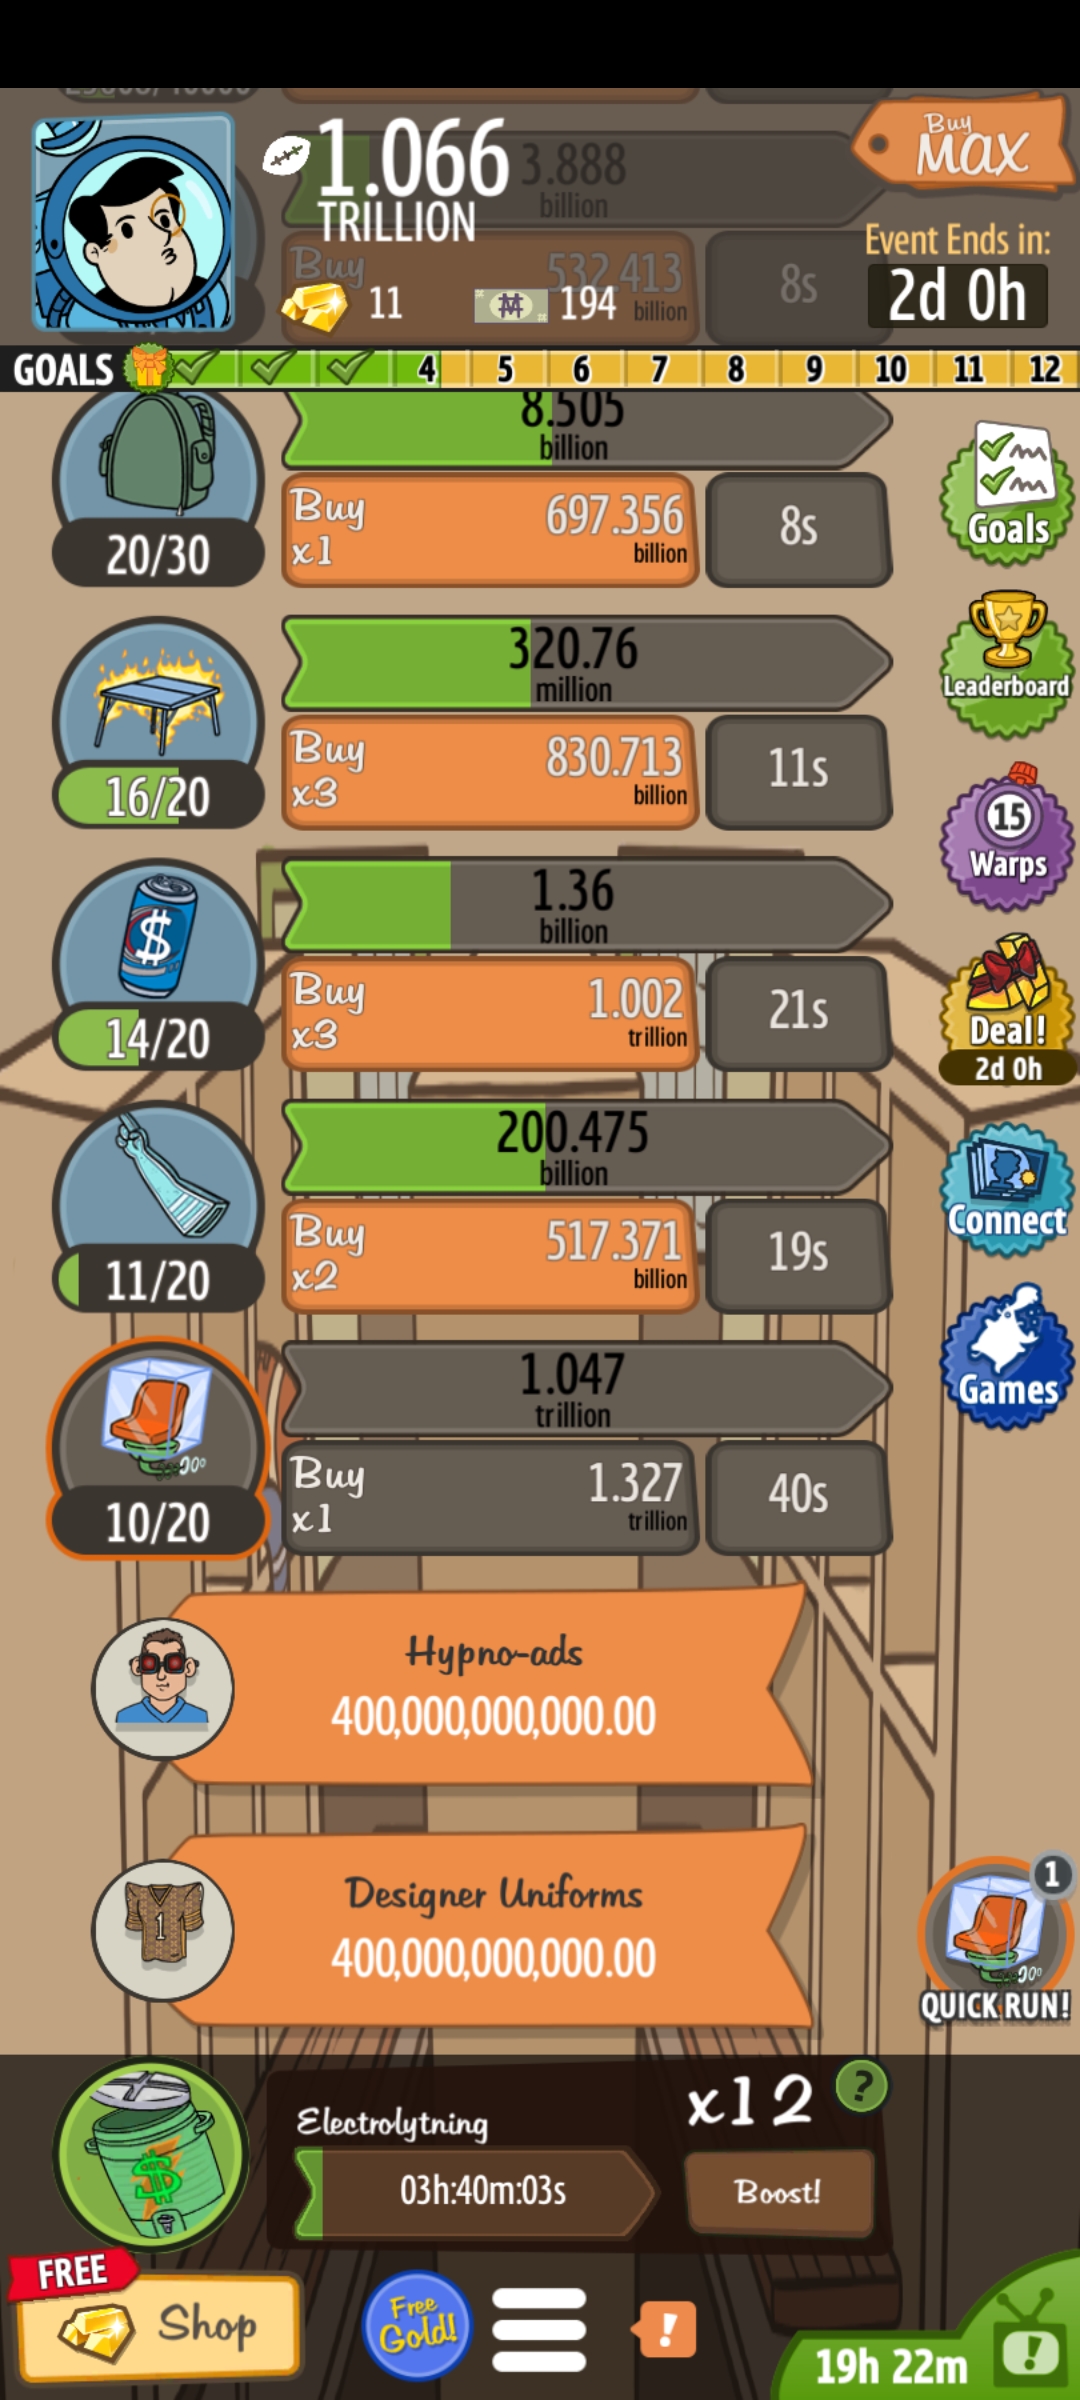 1.066
TRILLION
3.888
billion
Buy
MAX
Buy
532.413
billion
8s
11
194
Event Ends in:
2d 0h
GOALS
4
5
6
7
8
9
10
11
12
8.505
billion
20/30
Buy
x1
697.356
billion
8s
Goals
320.76
million
16/20
Buy
x3
830.713
billion
11s
Leaderboard
1.36
billion
14/20
Buy
x3
1.002
trillion
21s
15
Warps
Deal!
2d 0h
200.475
billion
11/20
Buy
x2
517.371
billion
19s
Connect
1.047
trillion
10/20
Buy
x1
1.327
trillion
40s
Games
Hypno-ads
400,000,000,000.00
Designer Uniforms
400,000,000,000.00
1
1
QUICK RUN!
Electrolytning
03h:40m:03s
x12
?
Boost!
FREE
Shop
Free
Gold!
!
19h 22m
!